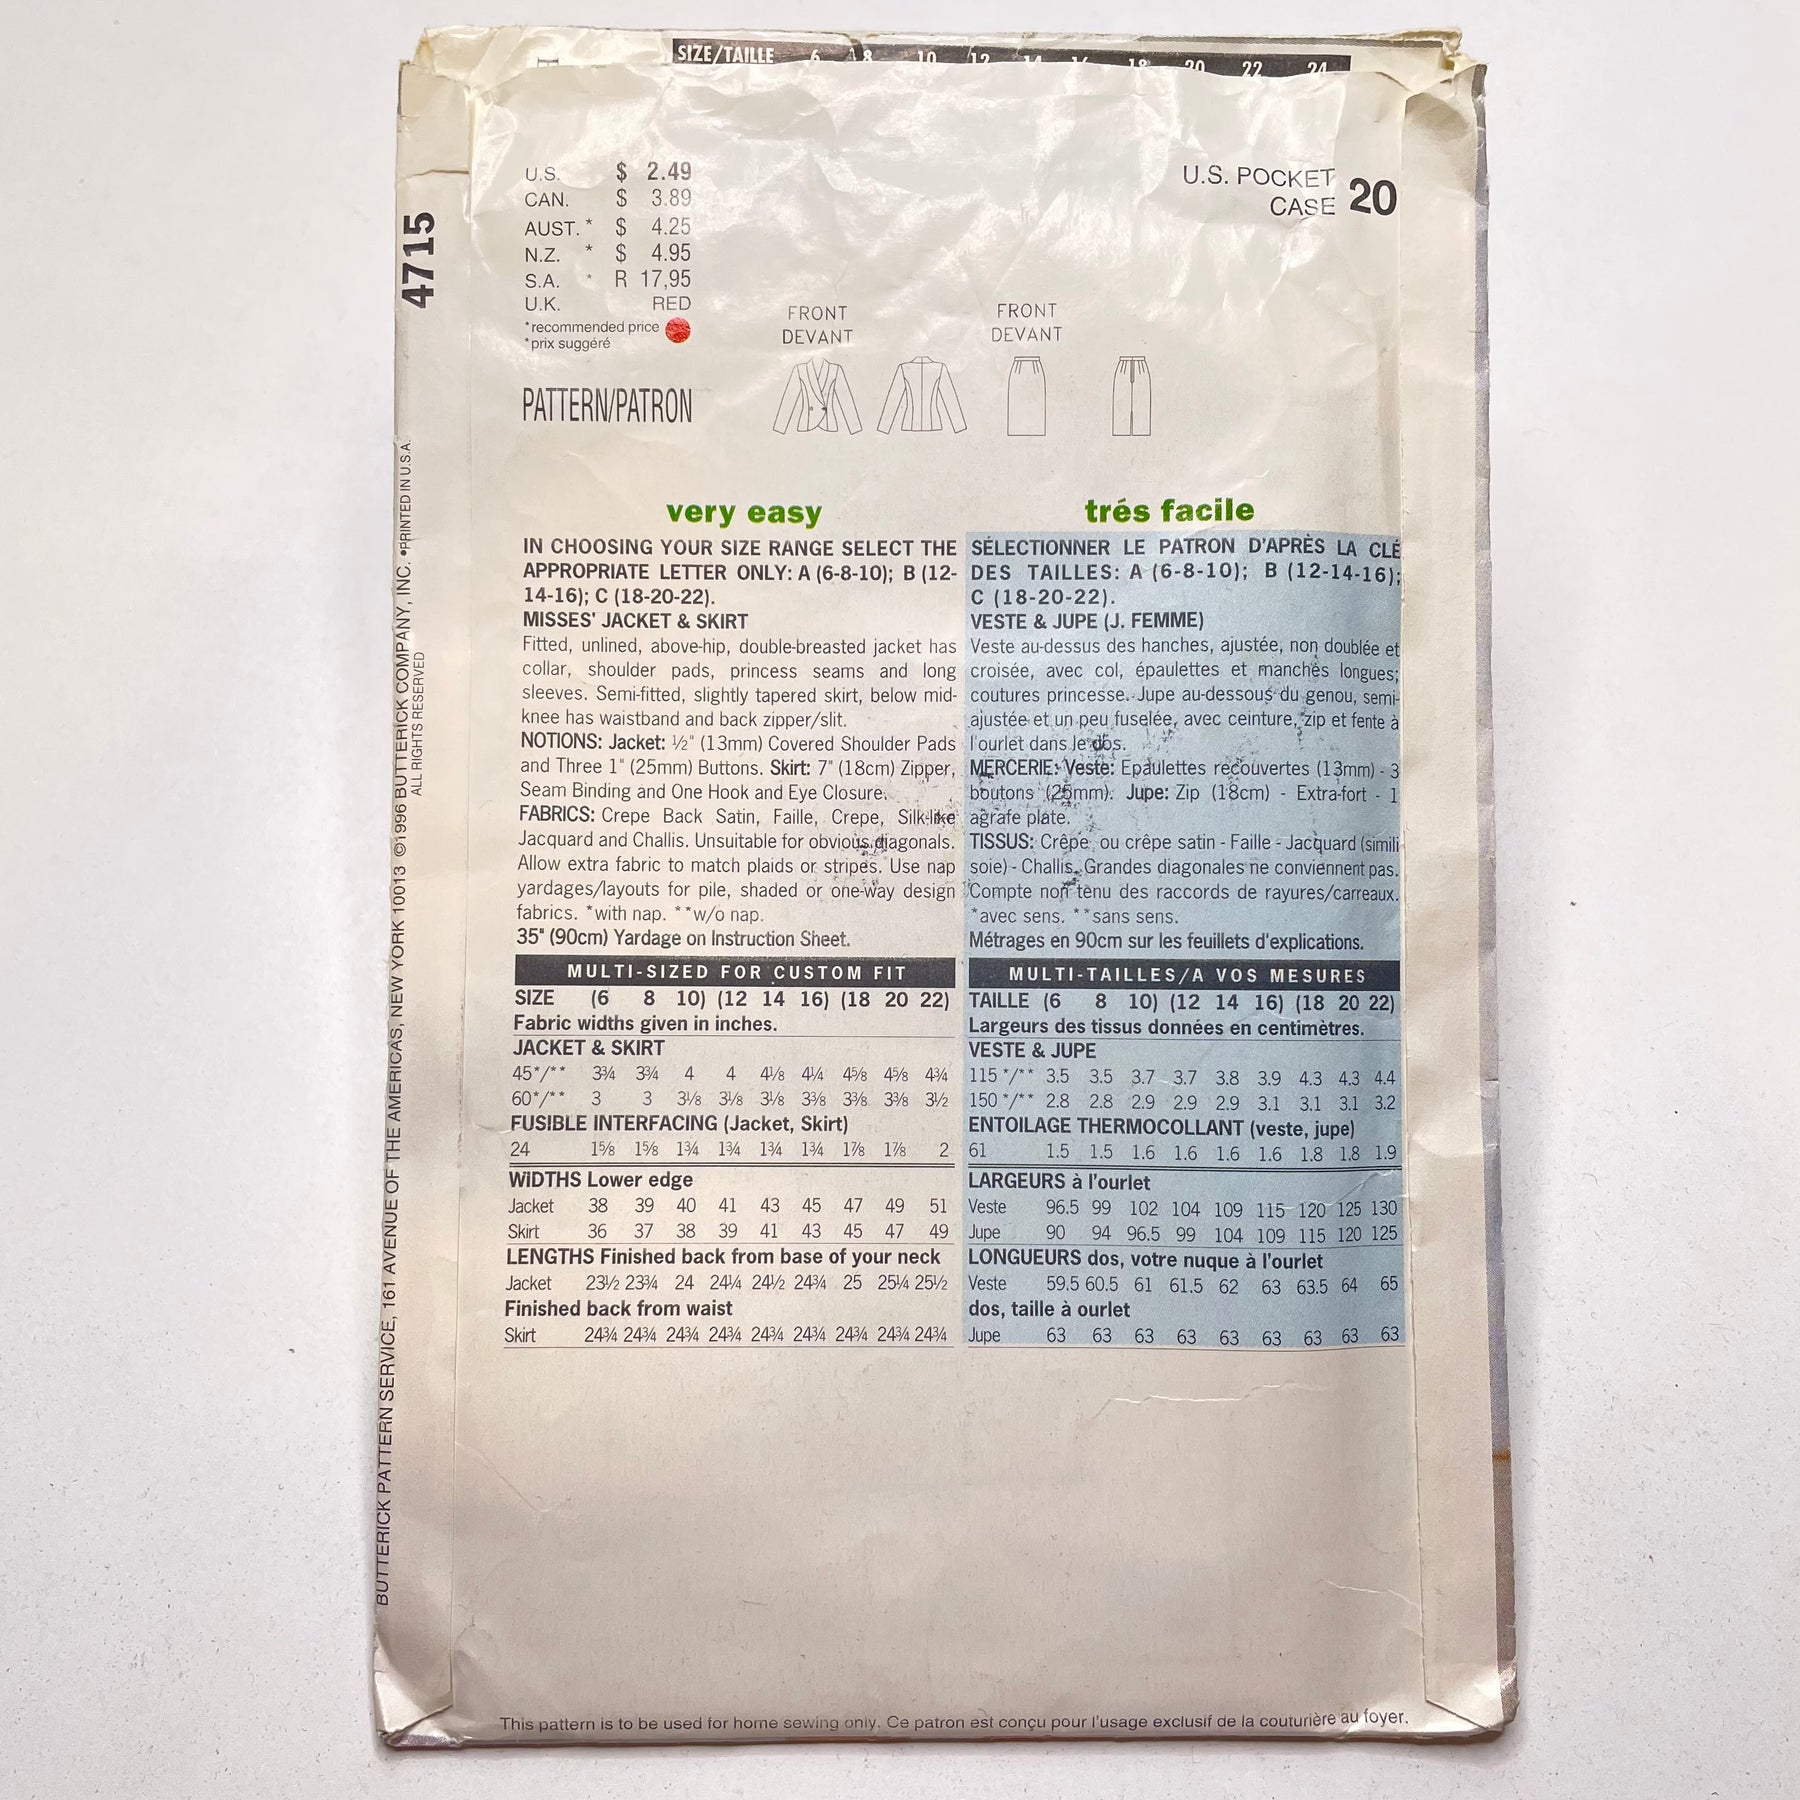 SIZE/TAILLE 6 8 10 12 14 16 18 20 22 24
U.S. $ 2.49
CAN. $ 3.89
AUST.* $ 4.25
N.Z. * $ 4.95
S.A. * R 17,95
U.K. RED
*recommended price
*prix suggéré
U.S. POCKET
CASE 20
4715
PATTERN/PATRON
FRONT
DEVANT
FRONT
DEVANT
very easy
IN CHOOSING YOUR SIZE RANGE SELECT THE
APPROPRIATE LETTER ONLY: A (6-8-10); B (12-
14-16); C (18-20-22).
MISSES' JACKET & SKIRT
Fitted, unlined, above-hip, double-breasted jacket has
collar, shoulder pads, princess seams and long
sleeves. Semi-fitted, slightly tapered skirt, below mid-
knee has waistband and back zipper/slit.
NOTIONS: Jacket: ½" (13mm) Covered Shoulder Pads
and Three 1" (25mm) Buttons. Skirt: 7" (18cm) Zipper,
Seam Binding and One Hook and Eye Closure.
FABRICS: Crepe Back Satin, Faille, Crepe, Silk-like
Jacquard and Challis. Unsuitable for obvious diagonals.
Allow extra fabric to match plaids or stripes. Use nap
yardages/layouts for pile, shaded or one-way design
fabrics. *with nap. **w/o nap.
35" (90cm) Yardage on Instruction Sheet.
MULTI-SIZED FOR CUSTOM FIT
SIZE (6 8 10) (12 14 16) (18 20 22)
Fabric widths given in inches.
JACKET & SKIRT
45*/** 3¾ 3¾ 4 4 4⅛ 4¼ 4⅝ 4⅝ 4¾
60*/** 3 3 3⅛ 3⅛ 3⅛ 3⅜ 3⅜ 3⅜ 3½
FUSIBLE INTERFACING (Jacket, Skirt)
24 1⅝ 1⅝ 1¾ 1¾ 1¾ 1¾ 1⅞ 1⅞ 2
WIDTHS Lower edge
Jacket 38 39 40 41 43 45 47 49 51
Skirt 36 37 38 39 41 43 45 47 49
LENGTHS Finished back from base of your neck
Jacket 23½ 23¾ 24 24¼ 24½ 24¾ 25 25¼ 25½
Finished back from waist
Skirt 24¾ 24¾ 24¾ 24¾ 24¾ 24¾ 24¾ 24¾ 24¾
trés facile
SÉLECTIONNER LE PATRON D'APRÈS LA CLÉ
DES TAILLES: A (6-8-10); B (12-14-16);
C (18-20-22).
VESTE & JUPE (J. FEMME)
Veste au-dessus des hanches, ajustée, non doublée et
croisée, avec col, épaulettes et manches longues;
coutures princesse. Jupe au-dessous du genou, semi-
ajustée et un peu fuselée, avec ceinture, zip et fente à
l'ourlet dans le dos.
MERCERIE: Veste: Epaulettes recouvertes (13mm) - 3
boutons (25mm). Jupe: Zip (18cm) - Extra-fort - 1
agrafe plate.
TISSUS: Crêpe ou crêpe satin - Faille - Jacquard (simili
soie) - Challis. Grandes diagonales ne conviennent pas.
Compte non tenu des raccords de rayures/carreaux.
*avec sens. **sans sens.
Métrages en 90cm sur les feuillets d'explications.
MULTI-TAILLES/A VOS MESURES
TAILLE (6 8 10) (12 14 16) (18 20 22)
Largeurs des tissus données en centimètres.
VESTE & JUPE
115*/** 3.5 3.5 3.7 3.7 3.8 3.9 4.3 4.3 4.4
150*/** 2.8 2.8 2.9 2.9 2.9 3.1 3.1 3.1 3.2
ENTOILAGE THERMOCOLLANT (veste, jupe)
61 1.5 1.5 1.6 1.6 1.6 1.6 1.8 1.8 1.9
LARGEURS à l'ourlet
Veste 96.5 99 102 104 109 115 120 125 130
Jupe 90 94 96.5 99 104 109 115 120 125
LONGUEURS dos, votre nuque à l'ourlet
Veste 59.5 60.5 61 61.5 62 63 63.5 64 65
dos, taille à ourlet
Jupe 63 63 63 63 63 63 63 63 63
BUTTERICK PATTERN SERVICE, 161 AVENUE OF THE AMERICAS, NEW YORK 10013 ©1996 BUTTERICK COMPANY, INC. •PRINTED IN U.S.A.
ALL RIGHTS RESERVED
This pattern is to be used for home sewing only. Ce patron est conçu pour l'usage exclusif de la couturière au foyer.